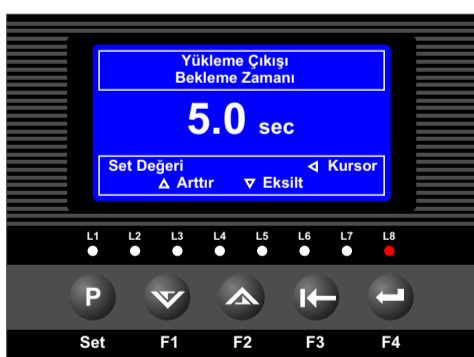 Yükleme Çıkışı
Bekleme Zamanı
5.0 sec
Set Değeri Kursor
Arttır Eksilt
L1 L2 L3 L4 L5 L6 L7 L8
P
Set F1 F2 F3 F4